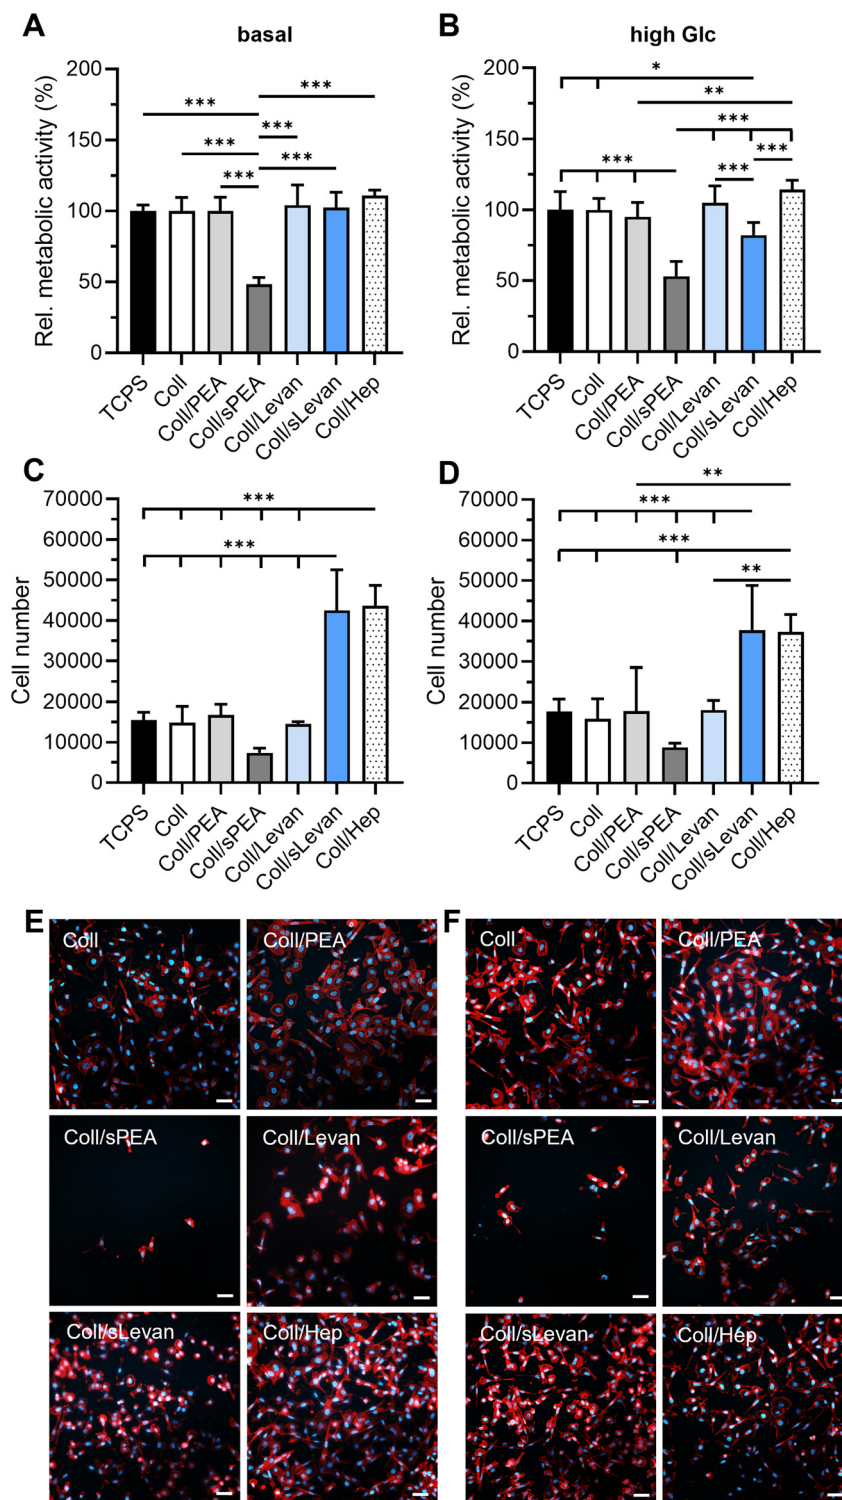 A
basal
Rel. metabolic activity (%)
200
150
100
50
0
***
***
***
***
***
***
TCPS
Coll
Coll/PEA
Coll/sPEA
Coll/Levan
Coll/sLevan
Coll/Hep
B
high Glc
Rel. metabolic activity (%)
200
150
100
50
0
*
**
***
***
***
***
TCPS
Coll
Coll/PEA
Coll/sPEA
Coll/Levan
Coll/sLevan
Coll/Hep
C
Cell number
70000
60000
50000
40000
30000
20000
10000
0
***
***
TCPS
Coll
Coll/PEA
Coll/sPEA
Coll/Levan
Coll/sLevan
Coll/Hep
D
Cell number
70000
60000
50000
40000
30000
20000
10000
0
**
***
***
**
TCPS
Coll
Coll/PEA
Coll/sPEA
Coll/Levan
Coll/sLevan
Coll/Hep
E
Coll
Coll/PEA
Coll/sPEA
Coll/Levan
Coll/sLevan
Coll/Hep
F
Coll
Coll/PEA
Coll/sPEA
Coll/Levan
Coll/sLevan
Coll/Hep